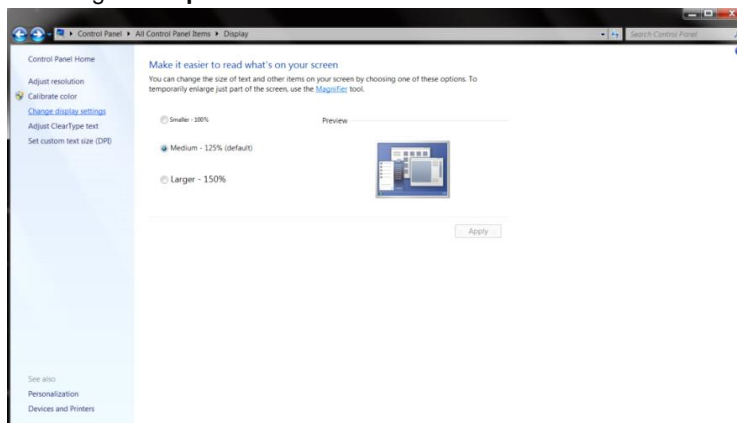 Control Panel ▸ All Control Panel Items ▸ Display
Search Control Panel
Control Panel Home
Adjust resolution
Calibrate color
Change display settings
Adjust ClearType text
Set custom text size (DPI)
Make it easier to read what's on your screen
You can change the size of text and other items on your screen by choosing one of these options. To
temporarily enlarge just part of the screen, use the Magnifier tool.
Smaller - 100%
Preview
Medium - 125% (default)
Larger - 150%
Apply
See also
Personalization
Devices and Printers